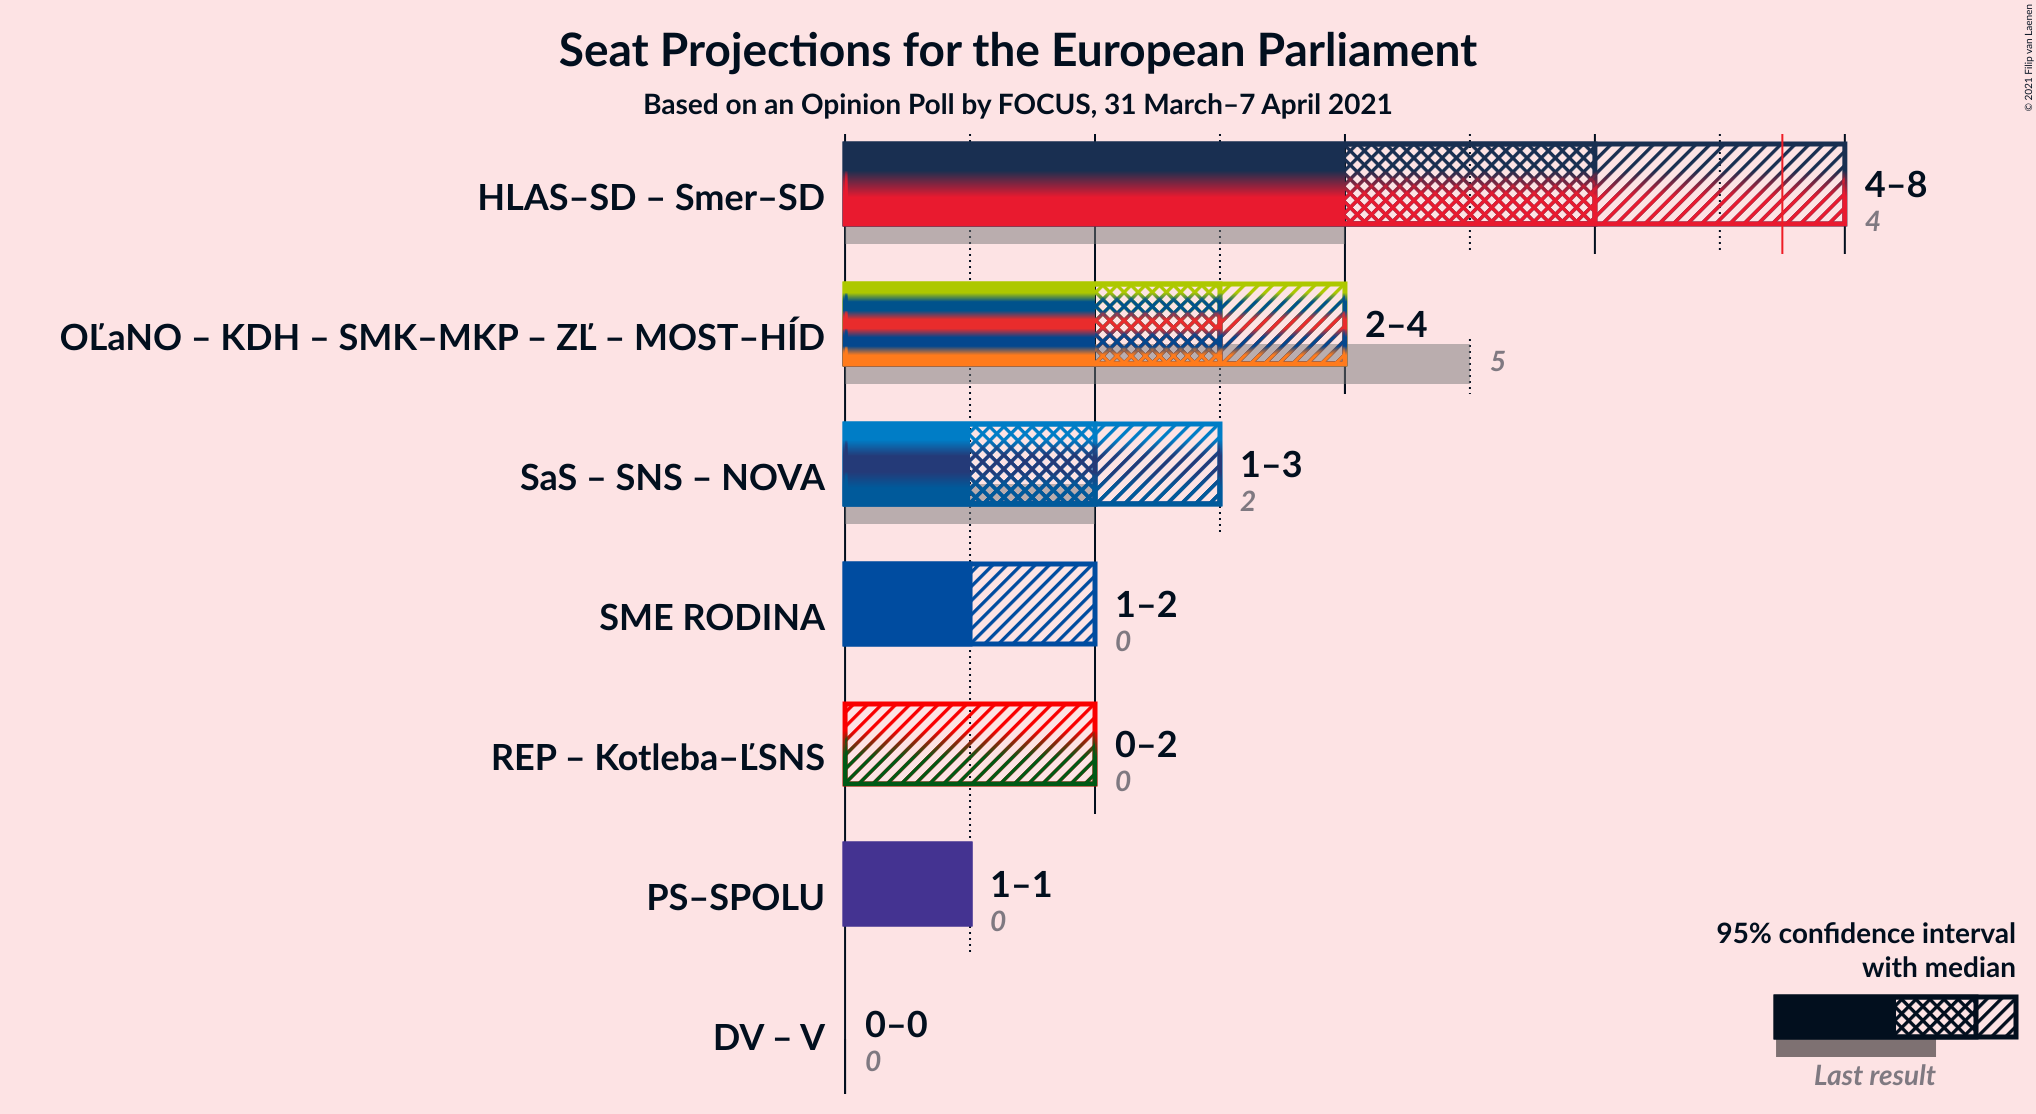 Seat Projections for the European Parliament
Based on an Opinion Poll by FOCUS, 31 March–7 April 2021
© 2021 Filip van Laenen
HLAS–SD – Smer–SD
4–8
4
OĽaNO – KDH – SMK–MKP – ZĽ – MOST–HÍD
2–4
5
SaS – SNS – NOVA
1–3
2
SME RODINA
1–2
0
REP – Kotleba–ĽSNS
0–2
0
PS–SPOLU
1–1
0
DV – V
0–0
0
95% confidence interval
with median
Last result